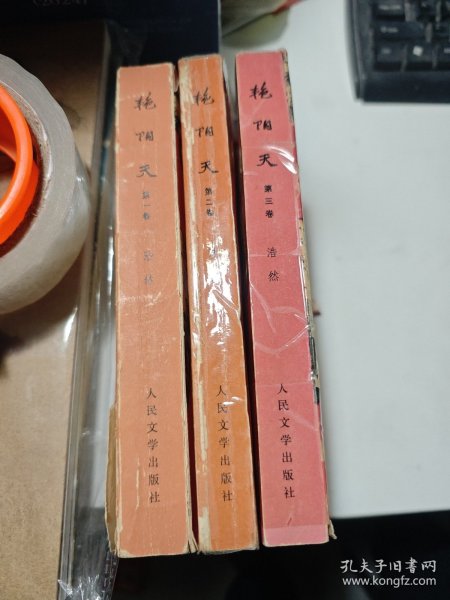 艳阳天
第一卷
浩然
人民文学出版社
艳阳天
第二卷
人民文学出版社
艳阳天
第三卷
浩然
人民文学出版社
孔夫子旧书网
www.kongfz.com